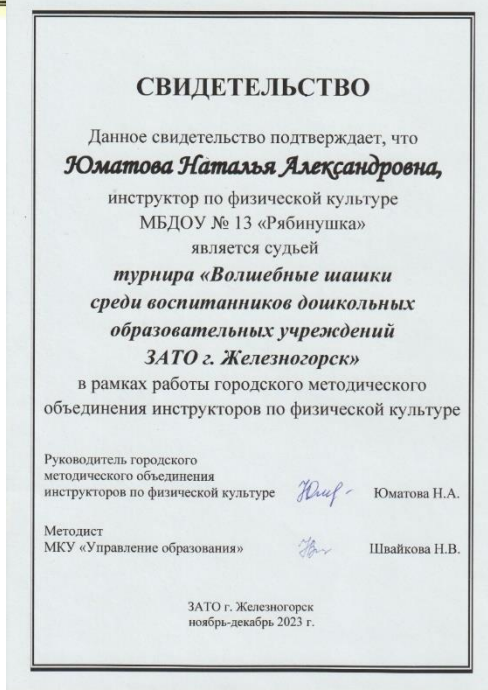 СВИДЕТЕЛЬСТВО
Данное свидетельство подтверждает, что
Юматова Наталья Александровна,
инструктор по физической культуре
МБДОУ № 13 «Рябинушка»
является судьей
турнира «Волшебные шашки
среди воспитанников дошкольных
образовательных учреждений
ЗАТО г. Железногорск»
в рамках работы городского методического
объединения инструкторов по физической культуре
Руководитель городского
методического объединения
инструкторов по физической культуре Юматова Н.А.
Методист
МКУ «Управление образования» Швайкова Н.В.
ЗАТО г. Железногорск
ноябрь-декабрь 2023 г.